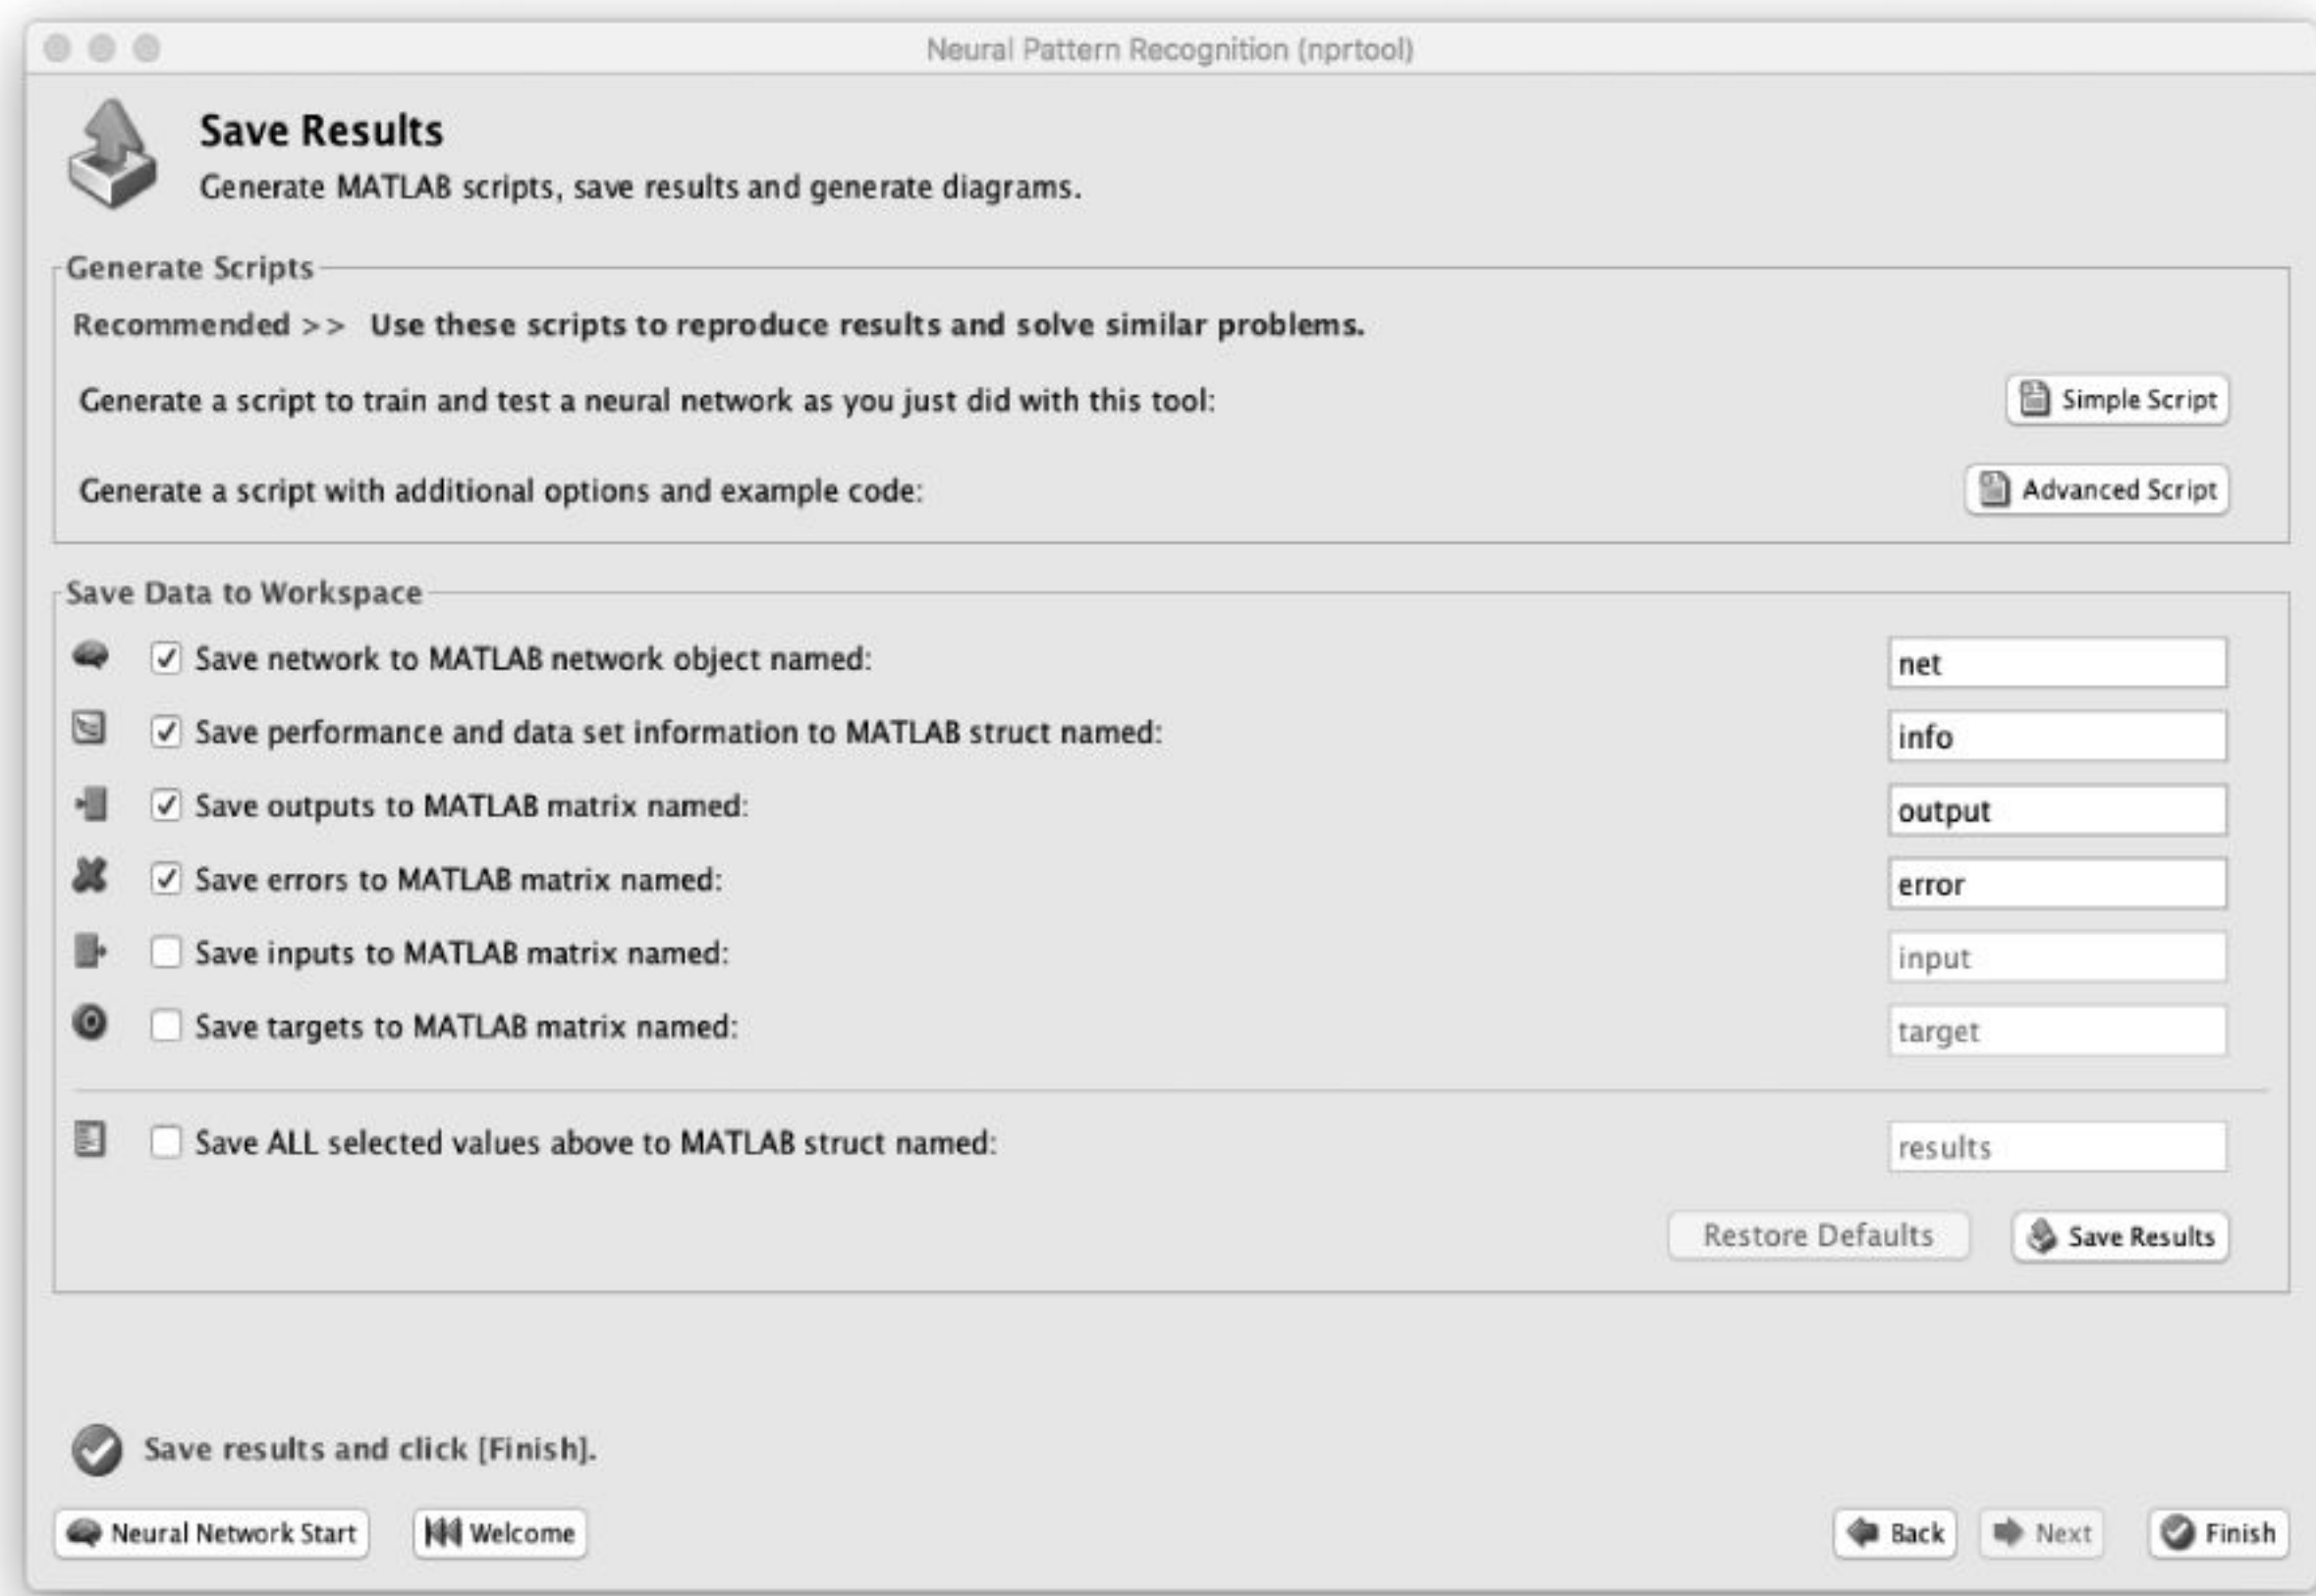 Neural Pattern Recognition (nprtool)
Save Results
Generate MATLAB scripts, save results and generate diagrams.
Generate Scripts
Recommended >> Use these scripts to reproduce results and solve similar problems.
Generate a script to train and test a neural network as you just did with this tool: Simple Script
Generate a script with additional options and example code: Advanced Script
Save Data to Workspace
Save network to MATLAB network object named: net
Save performance and data set information to MATLAB struct named: info
Save outputs to MATLAB matrix named: output
Save errors to MATLAB matrix named: error
Save inputs to MATLAB matrix named: input
Save targets to MATLAB matrix named: target
Save ALL selected values above to MATLAB struct named: results
Restore Defaults Save Results
Save results and click [Finish].
Neural Network Start Welcome Back Next Finish